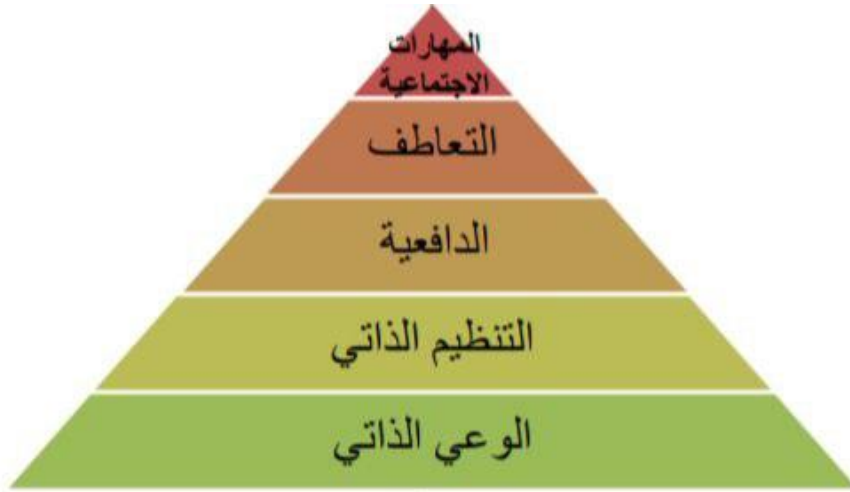 المهارات
الاجتماعية
التعاطف
الدافعية
التنظيم الذاتي
الوعي الذاتي